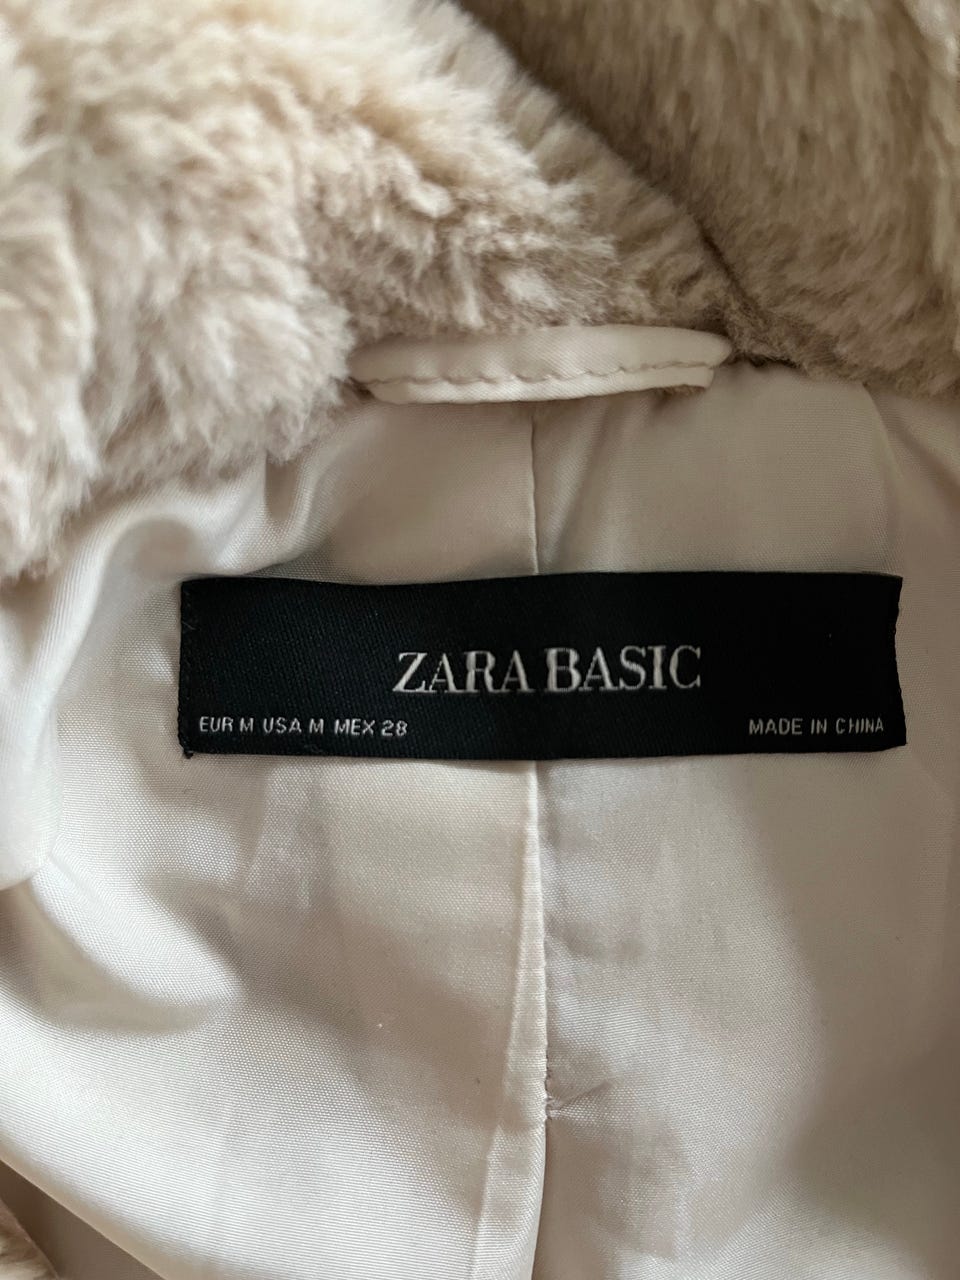 ZARA BASIC
EUR M USA M MEX 28
MADE IN CHINA